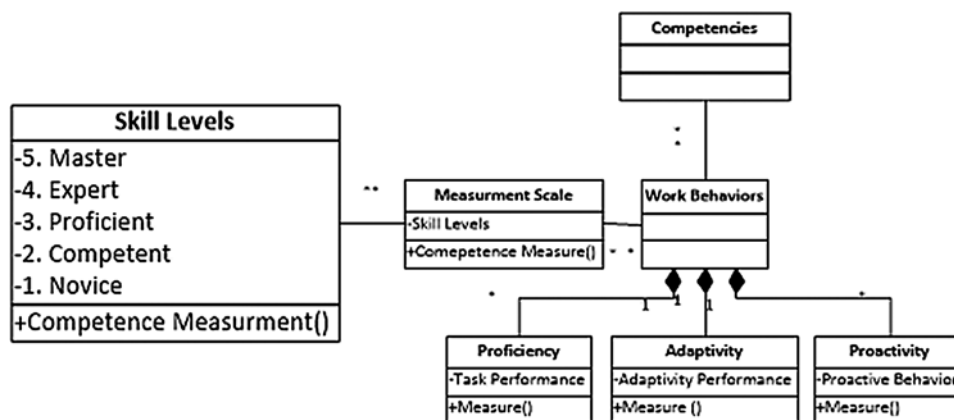 Competencies
Skill Levels
-5. Master
-4. Expert
-3. Proficient
-2. Competent
-1. Novice
+Competence Measurment()
**
Measurment Scale
-Skill Levels
+Comepetence Measure()
*
*
Work Behaviors
* *
*
1
1
1
*
Proficiency
-Task Performance
+Measure()
Adaptivity
-Adaptivity Performance
+Measure ()
Proactivity
-Proactive Behavior
+Measure()